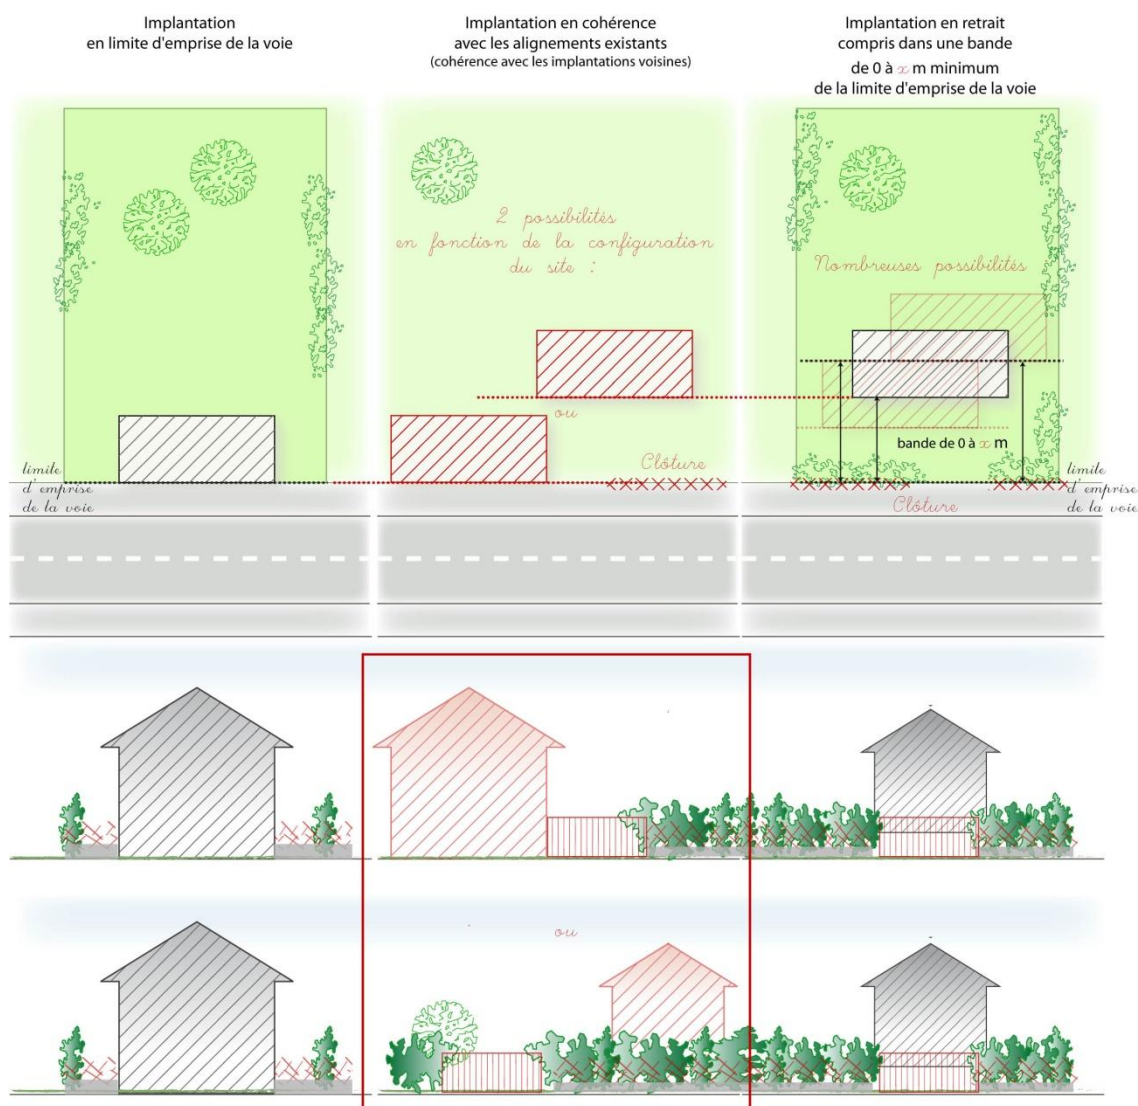 Implantation
en limite d'emprise de la voie
Implantation en cohérence
avec les alignements existants
(cohérence avec les implantations voisines)
Implantation en retrait
compris dans une bande
de 0 à x m minimum
de la limite d'emprise de la voie
2 possibilités
en fonction de la configuration
du site :
ou
Clôture
Nombreuses possibilités
bande de 0 à x m
Clôture
limite
d'emprise
de la voie
limite
d'emprise
de la voie
ou